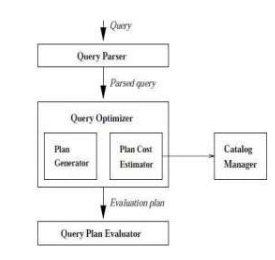 Query
Query Parser
Parsed query
Query Optimizer
Plan
Generator
Plan Cost
Estimator
Catalog
Manager
Evaluation plan
Query Plan Evaluator